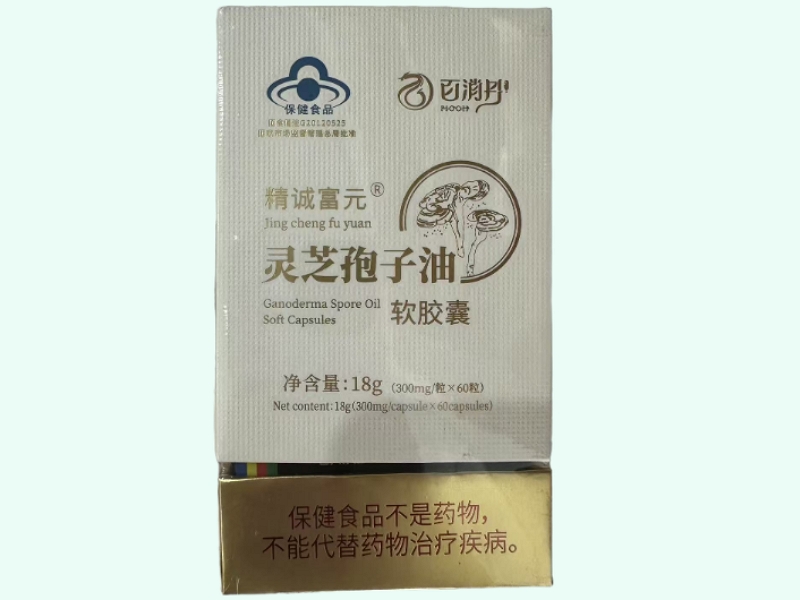 保健食品
百消丹
精诚富元®
Jing cheng fu yuan
灵芝孢子油
Ganoderma Spore Oil
Soft Capsules
软胶囊
净含量:18g(300mg/粒×60粒)
Net content:18g(300mg/capsule×60capsules)
保健食品不是药物,
不能代替药物治疗疾病。